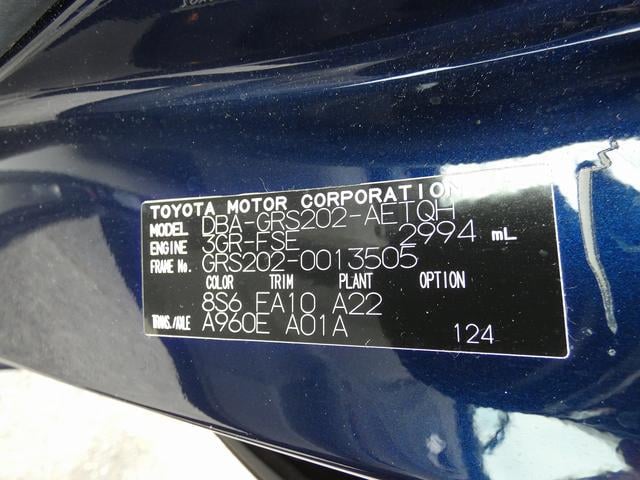 TOYOTA MOTOR CORPORATION
MODEL DBA-GRS202-AETQH
ENGINE 3GR-FSE 2994 mL
FRAME No. GRS202-0013505
COLOR TRIM PLANT OPTION
8S6 FA10 A22
TRANS./AXLE A960E A01A
124